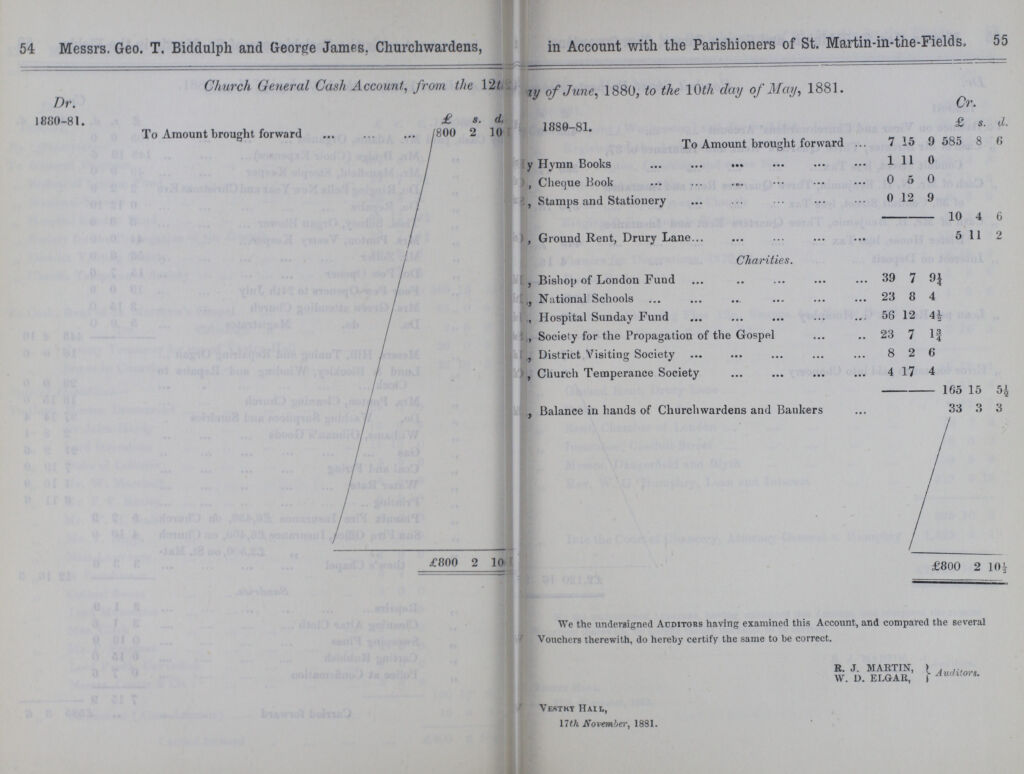 54 Messrs. Geo. T. Biddulph and George James, Churchwardens,
Church General Cash Account, from the 12t
Dr.
1880-81. £ s. d.
To Amount brought forward ... ... ... 800 2 10
£800 2 10
in Account with the Parishioners of St. Martin-in-the-Fields. 55
ay of June, 1880, to the 10th day of May, 1881.
Cr.
1880-81. £ s. d.
To Amount brought forward ... 7 15 9 585 8 6
y Hymn Books ... ... ... ... ... ... 1 11 0
, Cheque Book ... ... ... ... ... ... 0 5 0
, Stamps and Stationery ... ... ... ... ... 0 12 9
10 4 6
, Ground Rent, Drury Lane... ... ... ... ... 5 11 2
Charities.
, Bishop of London Fund ... ... ... ... ... 39 7 9¼
, National Schools ... ... ... ... ... ... 23 8 4
, Hospital Sunday Fund ... ... ... ... ... 56 12 4½
, Society for the Propagation of the Gospel ... ... 23 7 1¾
, District Visiting Society ... ... ... ... ... 8 2 6
, Church Temperance Society ... ... ... ... 4 17 4
165 15 5½
, Balance in hands of Churchwardens and Bankers ... 33 3 3
£800 2 10½
We the undersigned AUDITORS having examined this Account, and compared the several
Vouchers therewith, do hereby certify the same to be correct.
R. J. MARTIN, } Auditors.
W. D. ELGAR,
VESTRY HALL,
17th November, 1881.